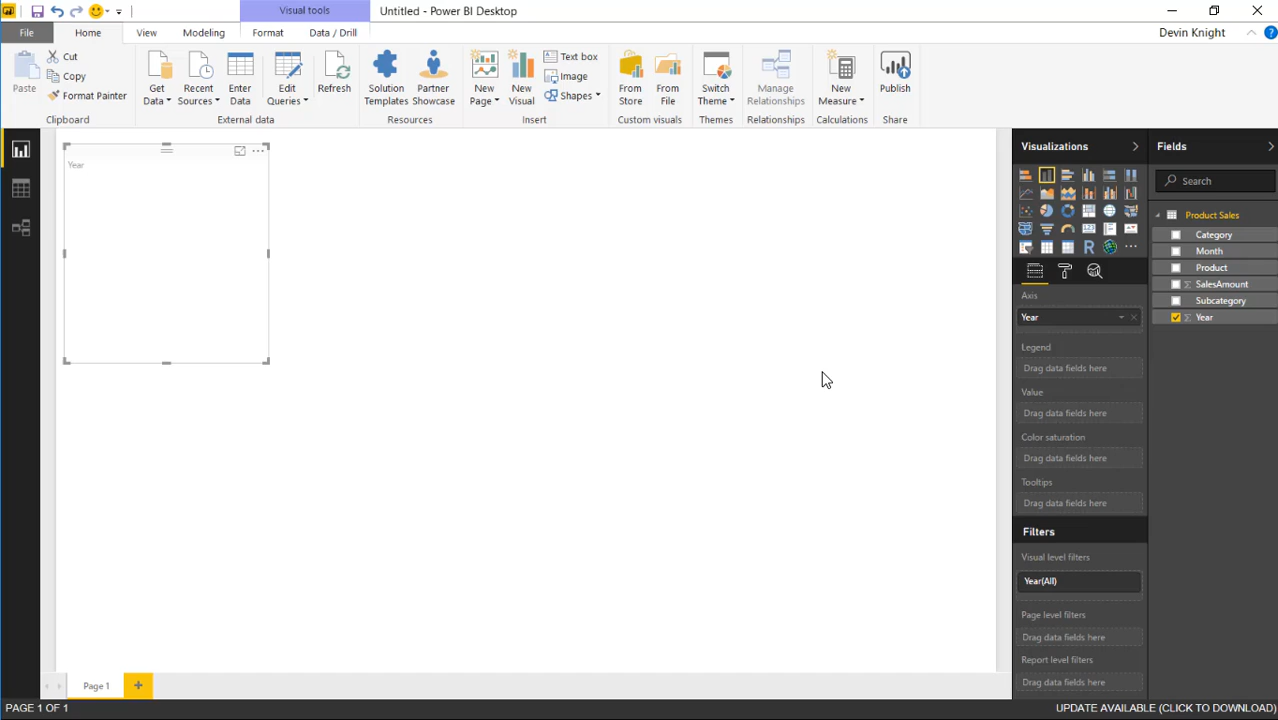 Visual tools
Untitled - Power BI Desktop
File
Home
View
Modeling
Format
Data / Drill
Devin Knight
Paste
Cut
Copy
Format Painter
Get Data
Recent Sources
Enter Data
Edit Queries
Refresh
Solution Templates
Partner Showcase
New Page
New Visual
Text box
Image
Shapes
From Store
From File
Switch Theme
Manage Relationships
New Measure
Publish
Clipboard
External data
Resources
Insert
Custom visuals
Themes
Relationships
Calculations
Share
Year
Visualizations
Axis
Year
Legend
Drag data fields here
Value
Drag data fields here
Color saturation
Drag data fields here
Tooltips
Drag data fields here
Filters
Visual level filters
Year(All)
Page level filters
Drag data fields here
Report level filters
Drag data fields here
Fields
Search
Product Sales
Category
Month
Product
Σ SalesAmount
Subcategory
Σ Year
Page 1
PAGE 1 OF 1
UPDATE AVAILABLE (CLICK TO DOWNLOAD)